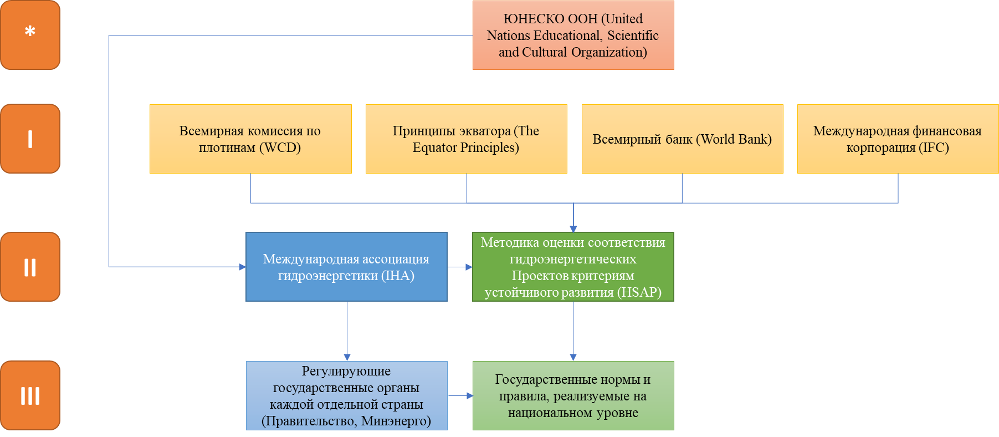 *
ЮНЕСКО ООН (United
Nations Educational, Scientific
and Cultural Organization)
I
Всемирная комиссия по
плотинам (WCD)
Принципы экватора (The
Equator Principles)
Всемирный банк (World Bank)
Международная финансовая
корпорация (IFC)
II
Международная ассоциация
гидроэнергетики (IHA)
Методика оценки соответствия
гидроэнергетических
Проектов критериям
устойчивого развития (HSAP)
III
Регулирующие
государственные органы
каждой отдельной страны
(Правительство, Минэнерго)
Государственные нормы и
правила, реализуемые на
национальном уровне